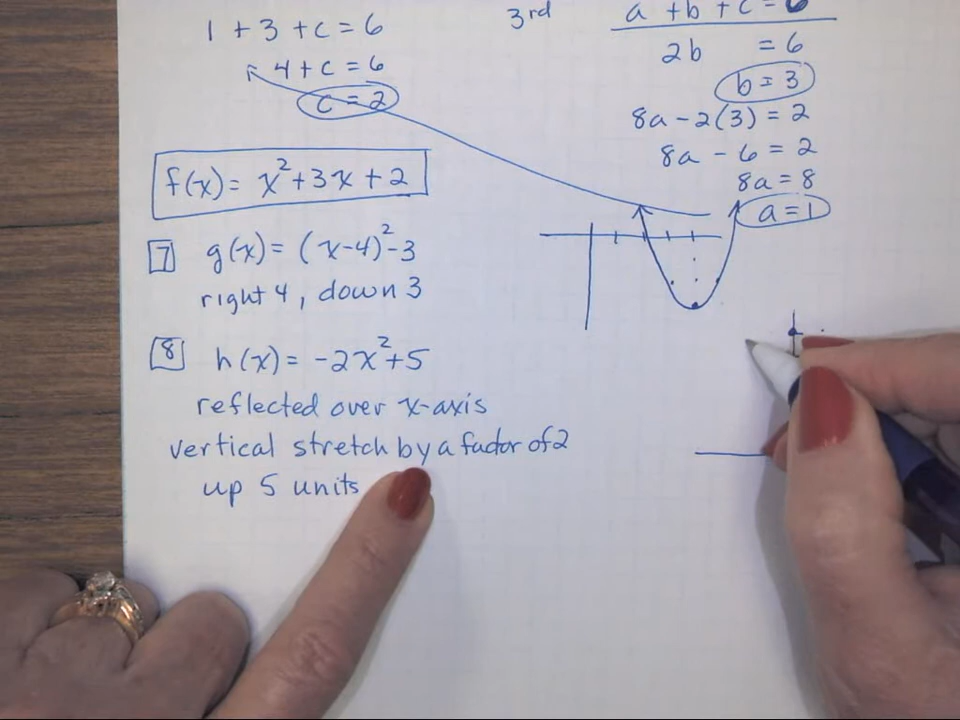 1 + 3 + c = 6
4 + c = 6
c = 2
f(x) = x² + 3x + 2
3rd
a + b + c = 6
2b = 6
b = 3
8a - 2(3) = 2
8a - 6 = 2
8a = 8
a = 1
7 g(x) = (x-4)² - 3
right 4, down 3
8 h(x) = -2x² + 5
reflected over x-axis
vertical stretch by a factor of 2
up 5 units